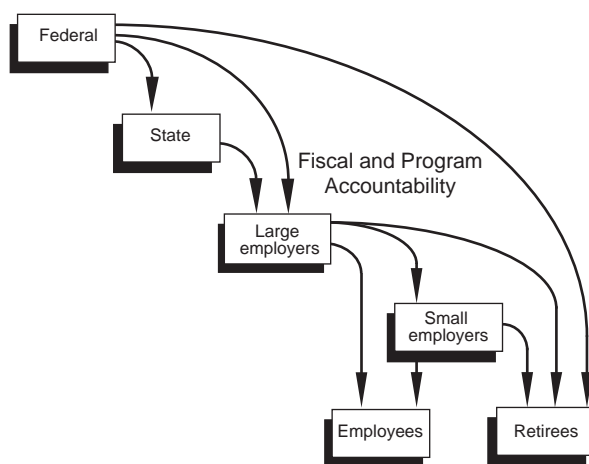 Federal
State
Fiscal and Program
Accountability
Large
employers
Small
employers
Employees
Retirees